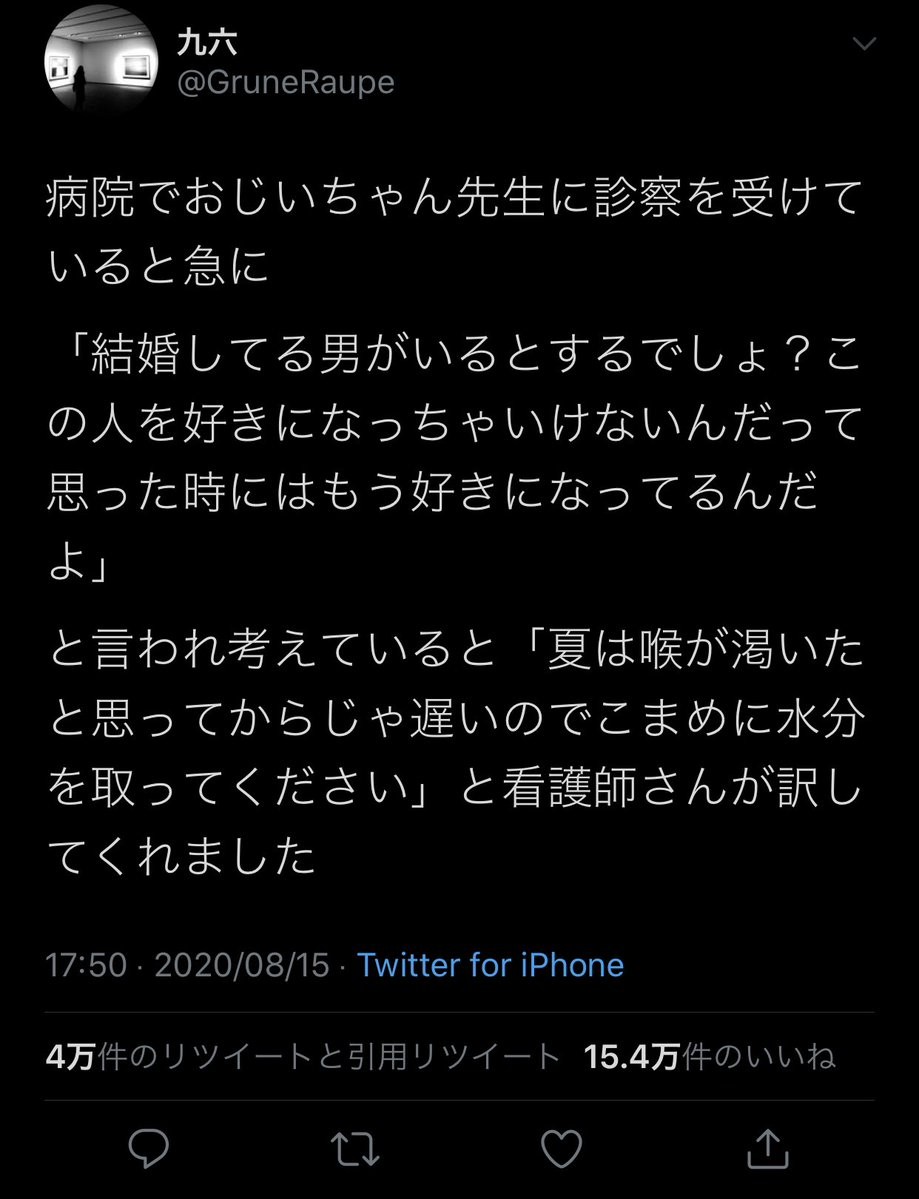 九六
@GruneRaupe
病院でおじいちゃん先生に診察を受けて
いると急に
「結婚してる男がいるとするでしょ？こ
の人を好きになっちゃいけないんだって
思った時にはもう好きになってるんだ
よ」
と言われ考えていると「夏は喉が渇いた
と思ってからじゃ遅いのでこまめに水分
を取ってください」と看護師さんが訳し
てくれました
17:50 · 2020/08/15 · Twitter for iPhone
4万件のリツイートと引用リツイート 15.4万件のいいね